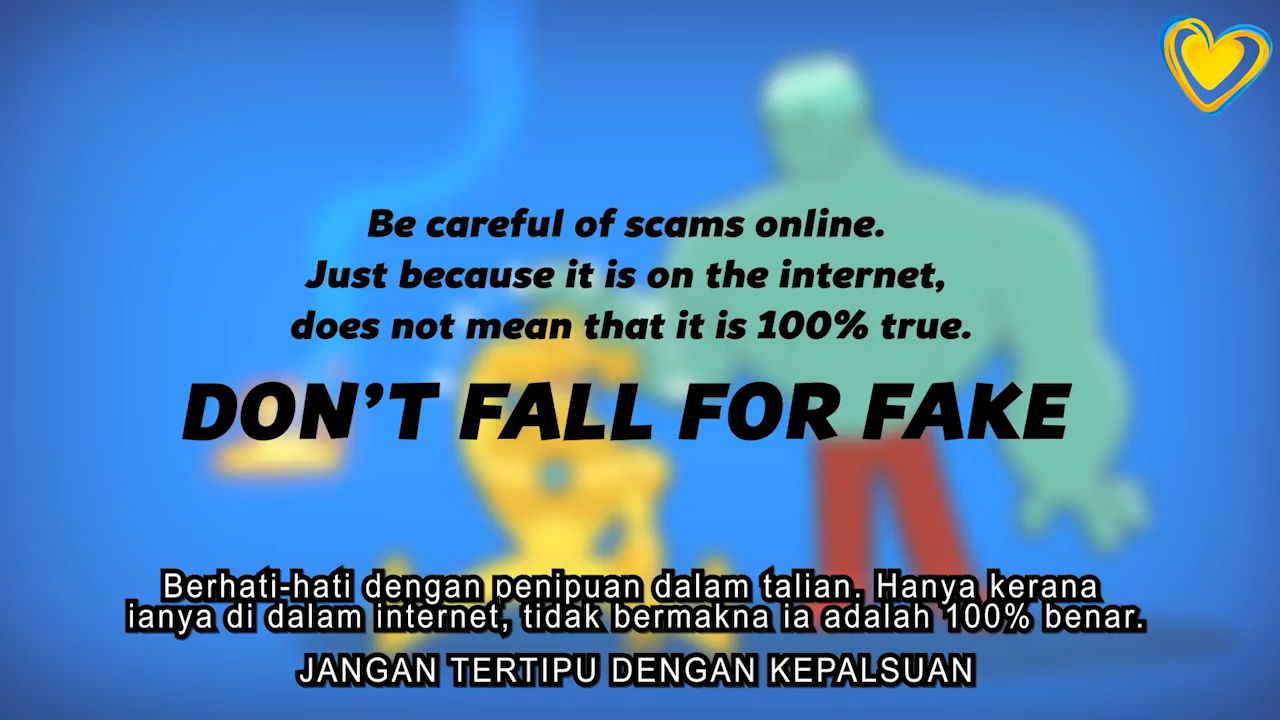 Be careful of scams online.
Just because it is on the internet,
does not mean that it is 100% true.
DON'T FALL FOR FAKE
Berhati-hati dengan penipuan dalam talian. Hanya kerana
ianya di dalam internet, tidak bermakna ia adalah 100% benar.
JANGAN TERTIPU DENGAN KEPALSUAN